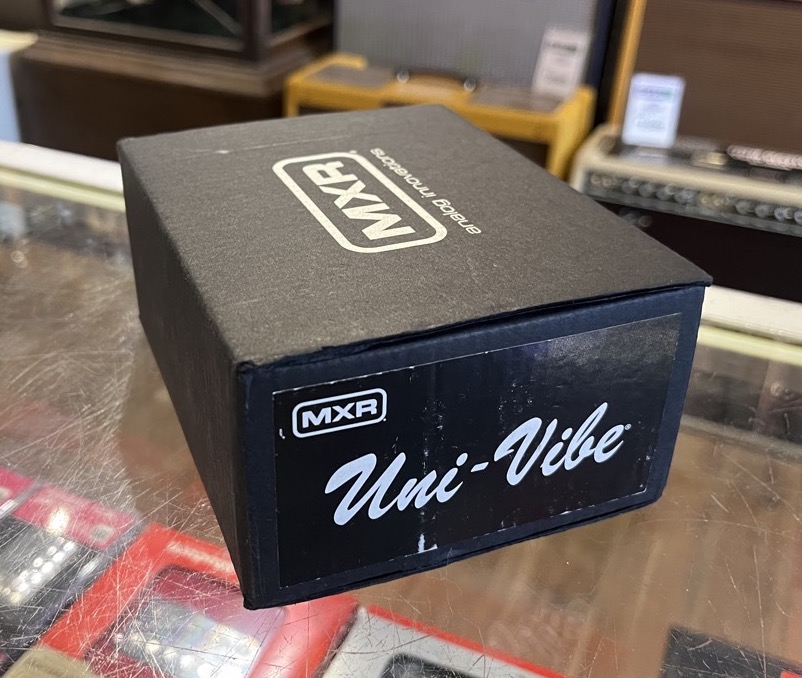 MXR
analog innovations
MXR
Uni-Vibe